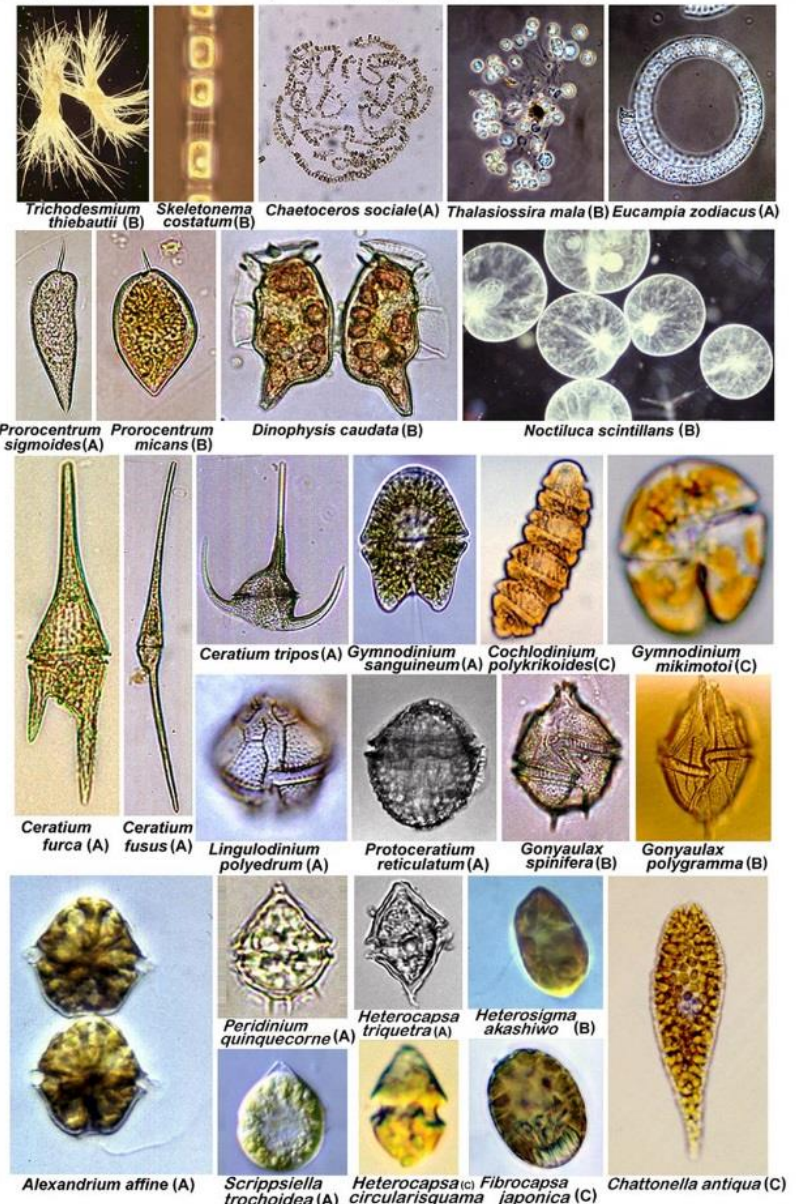 Trichodesmium
thiebautii (B)
Skeletonema
costatum(B)
Chaetoceros sociale(A)
Thalasiossira mala (B)
Eucampia zodiacus (A)
Prorocentrum
sigmoides(A)
Prorocentrum
micans (B)
Dinophysis caudata (B)
Noctiluca scintillans (B)
Ceratium
furca (A)
Ceratium
fusus (A)
Ceratium tripos (A)
Gymnodinium
sanguineum(A)
Cochlodinium
polykrikoides(C)
Gymnodinium
mikimotoi (C)
Lingulodinium
polyedrum (A)
Protoceratium
reticulatum (A)
Gonyaulax
spinifera (B)
Gonyaulax
polygramma (B)
Alexandrium affine (A)
Peridinium
quinquecorne (A)
Heterocapsa
triquetra (A)
Heterosigma
akashiwo (B)
Scrippsiella
trochoidea (A)
Heterocapsa (C)
circularisquama
Fibrocapsa
japonica (C)
Chattonella antiqua (C)